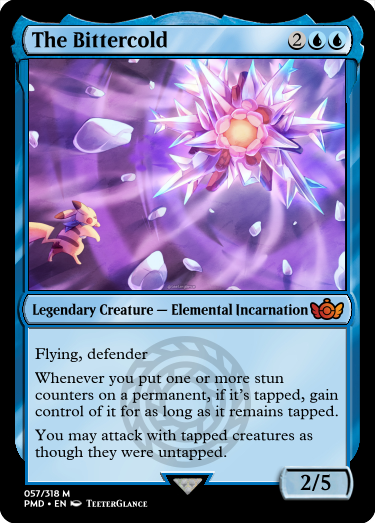 The Bittercold 2
Legendary Creature — Elemental Incarnation
Flying, defender
Whenever you put one or more stun
counters on a permanent, if it's tapped, gain
control of it for as long as it remains tapped.
You may attack with tapped creatures as
though they were untapped.
2/5
057/318 M
PMD • EN TeeterGlance